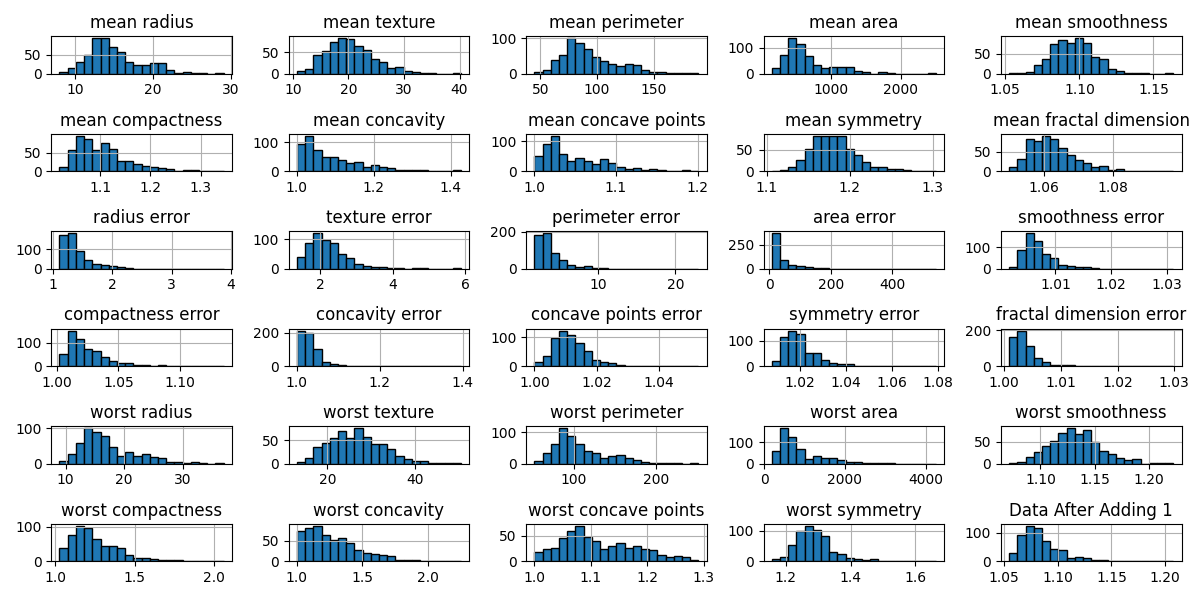 mean radius
mean texture
mean perimeter
mean area
mean smoothness
50
0
10 20 30
50
0
10 20 30 40
100
0
50 100 150
100
0
1000 2000
50
0
1.05 1.10 1.15
mean compactness
mean concavity
mean concave points
mean symmetry
mean fractal dimension
50
0
1.1 1.2 1.3
100
0
1.0 1.2 1.4
100
0
1.0 1.1 1.2
50
0
1.1 1.2 1.3
50
0
1.06 1.08
radius error
texture error
perimeter error
area error
smoothness error
100
0
1 2 3 4
100
0
2 4 6
200
0
10 20
250
0
0 200 400
100
0
1.01 1.02 1.03
compactness error
concavity error
concave points error
symmetry error
fractal dimension error
100
0
1.00 1.05 1.10
200
0
1.0 1.2 1.4
100
0
1.00 1.02 1.04
100
0
1.02 1.04 1.06 1.08
200
0
1.00 1.01 1.02 1.03
worst radius
worst texture
worst perimeter
worst area
worst smoothness
100
0
10 20 30
50
0
20 40
100
0
100 200
100
0
0 2000 4000
50
0
1.10 1.15 1.20
worst compactness
worst concavity
worst concave points
worst symmetry
Data After Adding 1
100
0
1.0 1.5 2.0
50
0
1.0 1.5 2.0
50
0
1.0 1.1 1.2 1.3
100
0
1.2 1.4 1.6
100
0
1.05 1.10 1.15 1.20